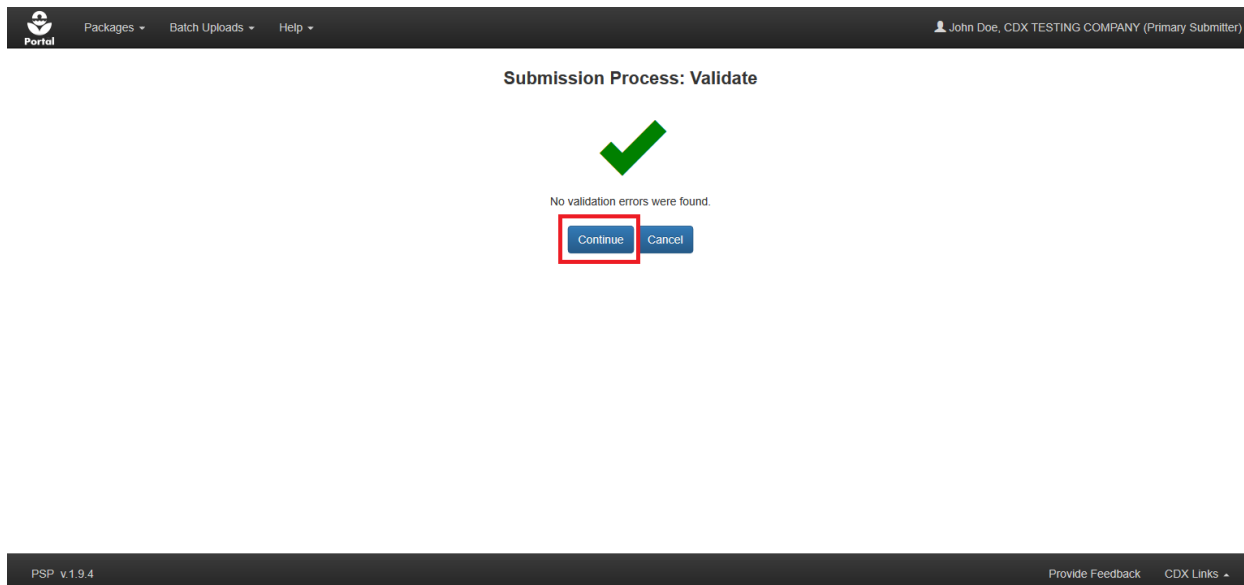 Portal
Packages Batch Uploads Help John Doe, CDX TESTING COMPANY (Primary Submitter)
Submission Process: Validate
No validation errors were found.
Continue Cancel
PSP v.1.9.4 Provide Feedback CDX Links